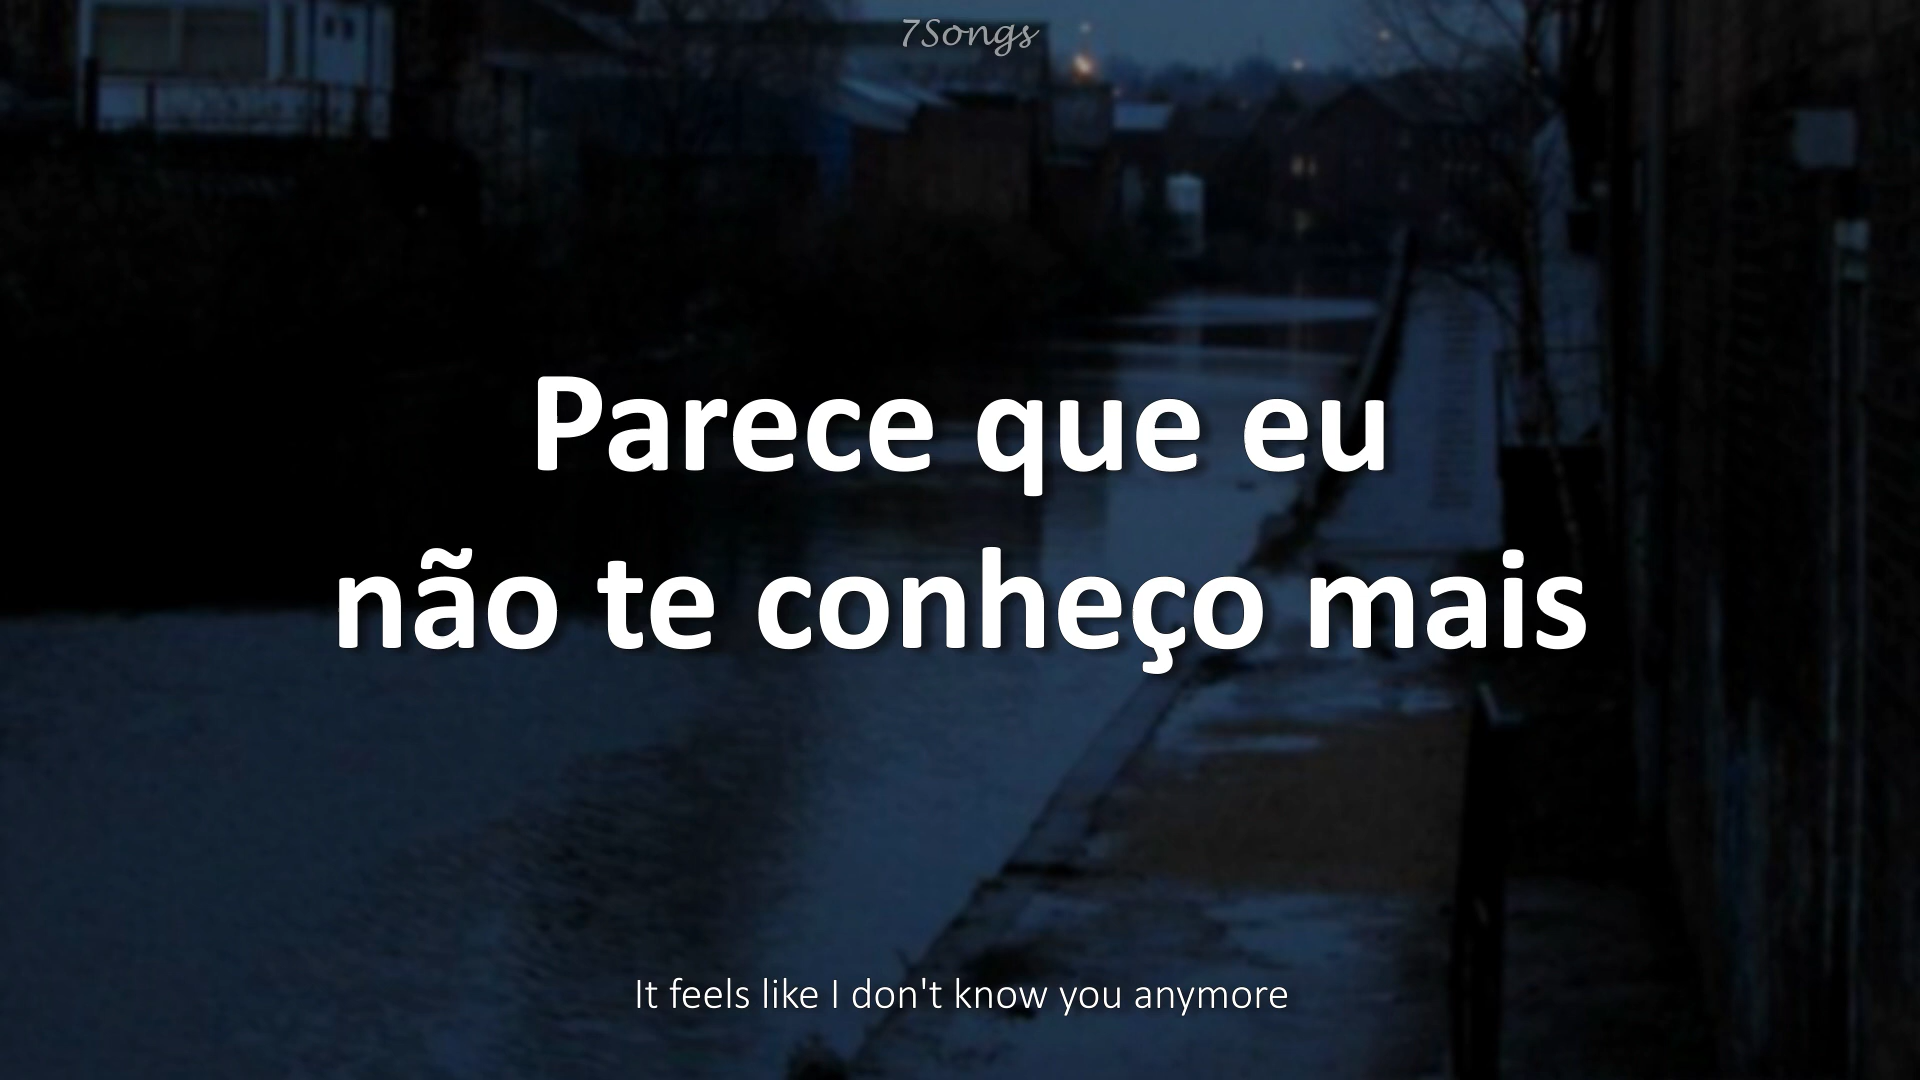 7Songs
Parece que eu
não te conheço mais
It feels like I don't know you anymore